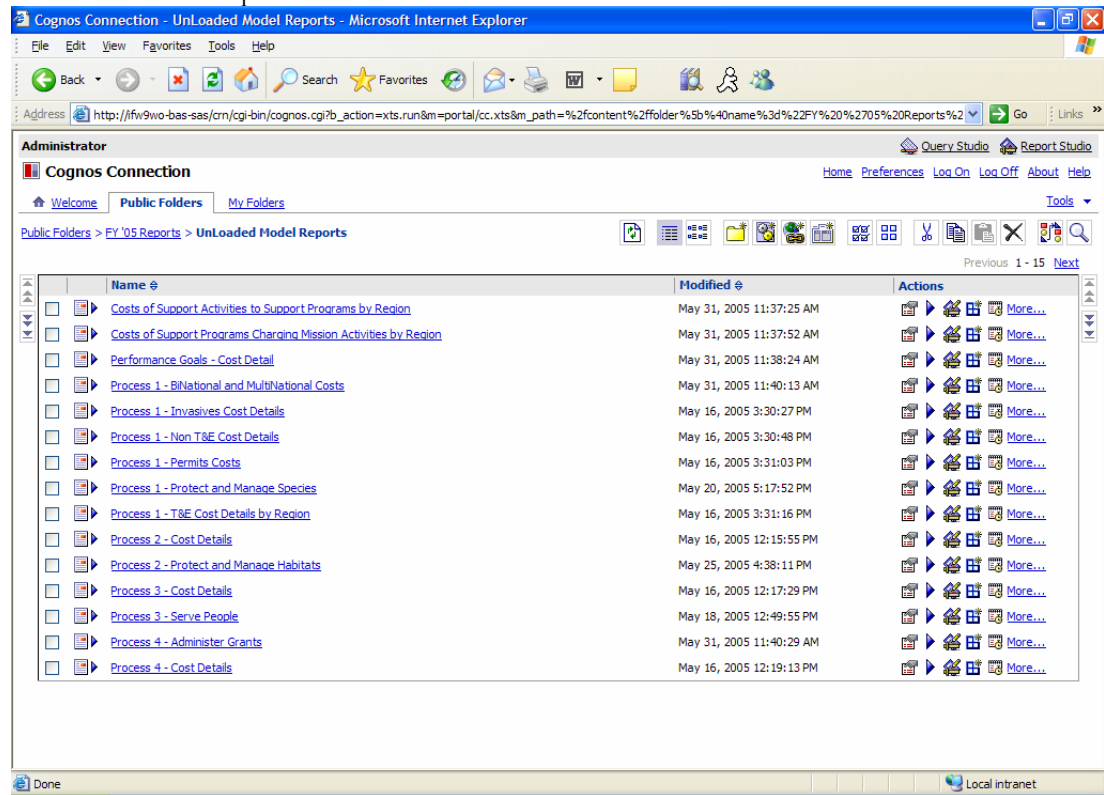 Cognos Connection - UnLoaded Model Reports - Microsoft Internet Explorer
File Edit View Favorites Tools Help
Back Search Favorites
Address http://ifw9wo-bas-sas/crn/cgi-bin/cognos.cgi?b_action=xts.run&m=portal/cc.xts&m_path=%2fcontent%2ffolder%5b%40name%3d%22FY%20%2705%20Reports%2 Go Links »
Administrator Query Studio Report Studio
Cognos Connection Home Preferences Log On Log Off About Help
Welcome Public Folders My Folders Tools
Public Folders > FY '05 Reports > UnLoaded Model Reports
Previous 1 - 15 Next
Name Modified Actions
Costs of Support Activities to Support Programs by Region May 31, 2005 11:37:25 AM More...
Costs of Support Programs Charging Mission Activities by Region May 31, 2005 11:37:52 AM More...
Performance Goals - Cost Detail May 31, 2005 11:38:24 AM More...
Process 1 - BiNational and MultiNational Costs May 31, 2005 11:40:13 AM More...
Process 1 - Invasives Cost Details May 16, 2005 3:30:27 PM More...
Process 1 - Non T&E Cost Details May 16, 2005 3:30:48 PM More...
Process 1 - Permits Costs May 16, 2005 3:31:03 PM More...
Process 1 - Protect and Manage Species May 20, 2005 5:17:52 PM More...
Process 1 - T&E Cost Details by Region May 16, 2005 3:31:16 PM More...
Process 2 - Cost Details May 16, 2005 12:15:55 PM More...
Process 2 - Protect and Manage Habitats May 25, 2005 4:38:11 PM More...
Process 3 - Cost Details May 16, 2005 12:17:29 PM More...
Process 3 - Serve People May 18, 2005 12:49:55 PM More...
Process 4 - Administer Grants May 31, 2005 11:40:29 AM More...
Process 4 - Cost Details May 16, 2005 12:19:13 PM More...
Done Local intranet